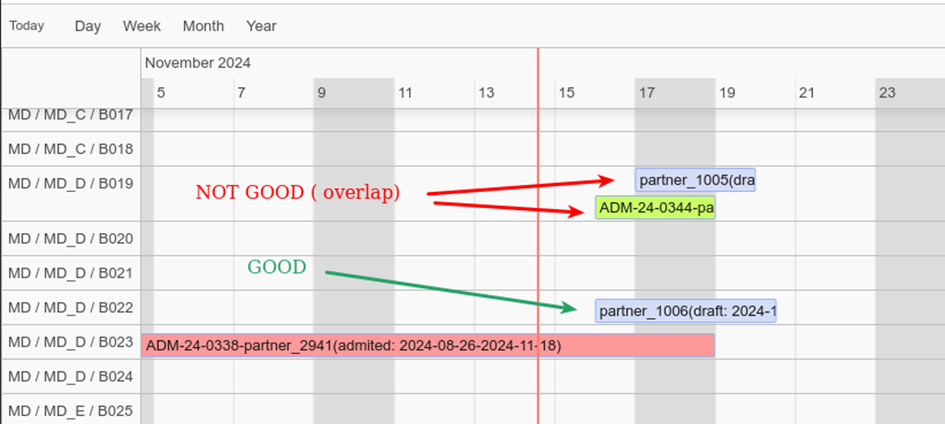 Today Day Week Month Year
November 2024
5 7 9 11 13 15 17 19 21 23
MD / MD_C / B017
MD / MD_C / B018
MD / MD_D / B019
NOT GOOD ( overlap)
partner_1005(dra
ADM-24-0344-pa
MD / MD_D / B020
MD / MD_D / B021
GOOD
MD / MD_D / B022
partner_1006(draft: 2024-1
MD / MD_D / B023
ADM-24-0338-partner_2941(admited: 2024-08-26-2024-11-18)
MD / MD_D / B024
MD / MD_E / B025